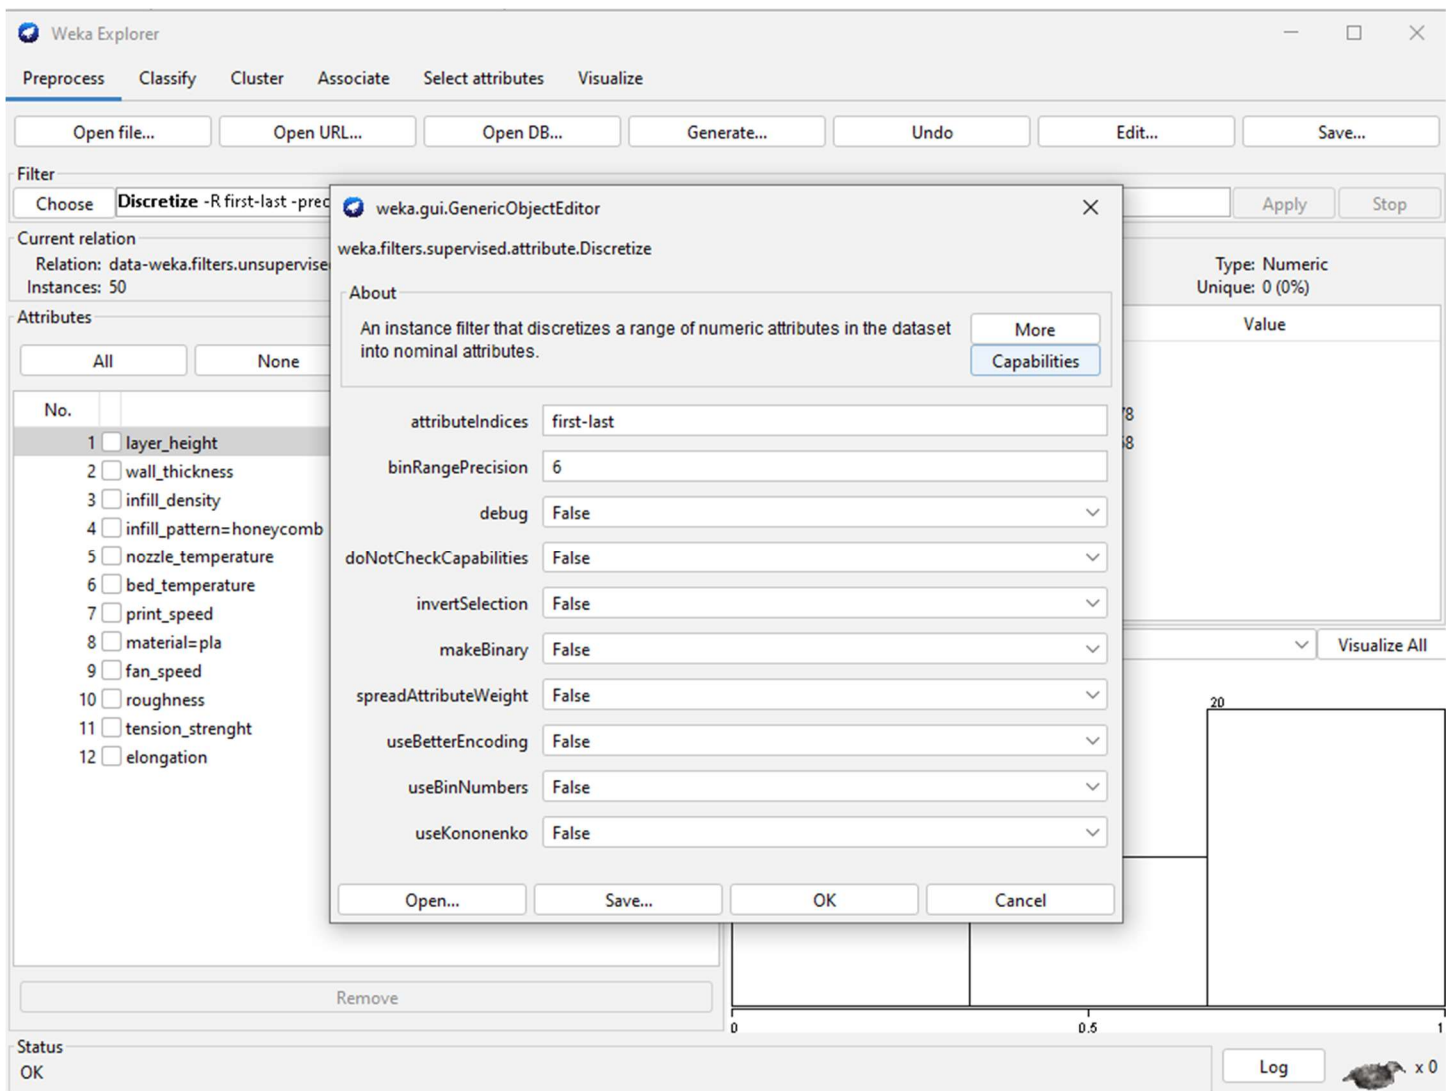 Weka Explorer
Preprocess Classify Cluster Associate Select attributes Visualize
Open file... Open URL... Open DB... Generate... Undo Edit... Save...
Filter
Choose Discretize -R first-last -prec Apply Stop
Current relation
Relation: data-weka.filters.unsupervise
Instances: 50
Type: Numeric
Unique: 0 (0%)
Attributes
All None
No.
1 layer_height
2 wall_thickness
3 infill_density
4 infill_pattern=honeycomb
5 nozzle_temperature
6 bed_temperature
7 print_speed
8 material=pla
9 fan_speed
10 roughness
11 tension_strenght
12 elongation
Remove
weka.gui.GenericObjectEditor
weka.filters.supervised.attribute.Discretize
About
An instance filter that discretizes a range of numeric attributes in the dataset
into nominal attributes.
More
Capabilities
attributeIndices first-last
binRangePrecision 6
debug False
doNotCheckCapabilities False
invertSelection False
makeBinary False
spreadAttributeWeight False
useBetterEncoding False
useBinNumbers False
useKononenko False
Open... Save... OK Cancel
Value
Visualize All
20
0 0.5 1
Status
OK
Log x 0